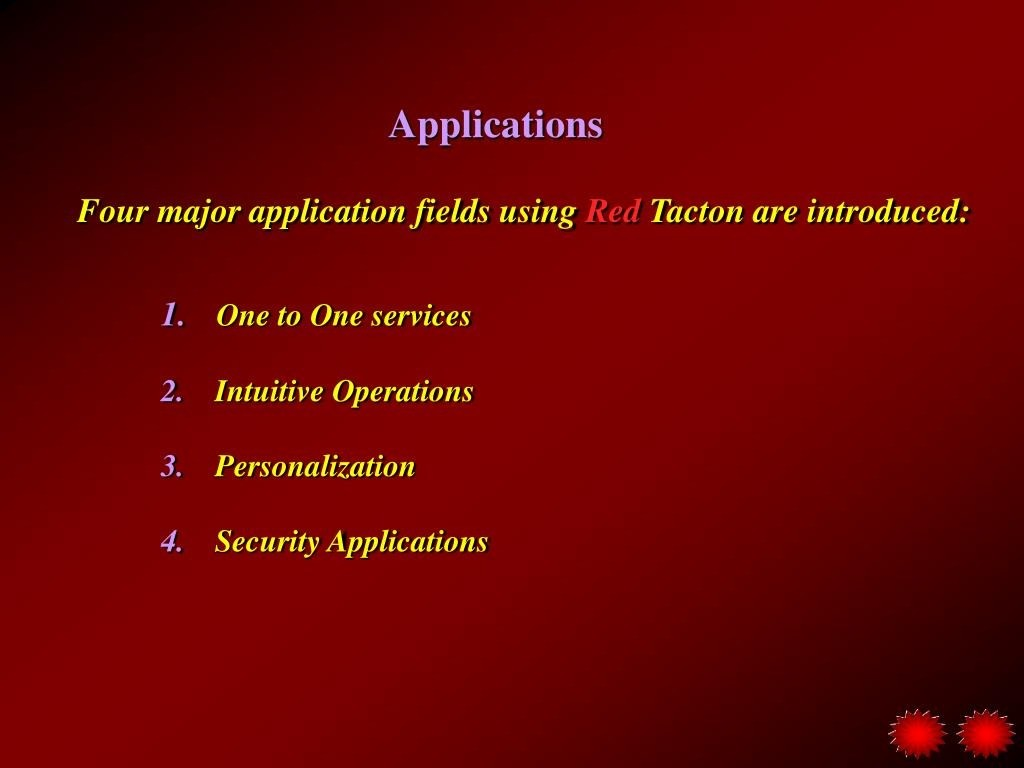 Applications
Four major application fields using Red Tacton are introduced:
1. One to One services
2. Intuitive Operations
3. Personalization
4. Security Applications